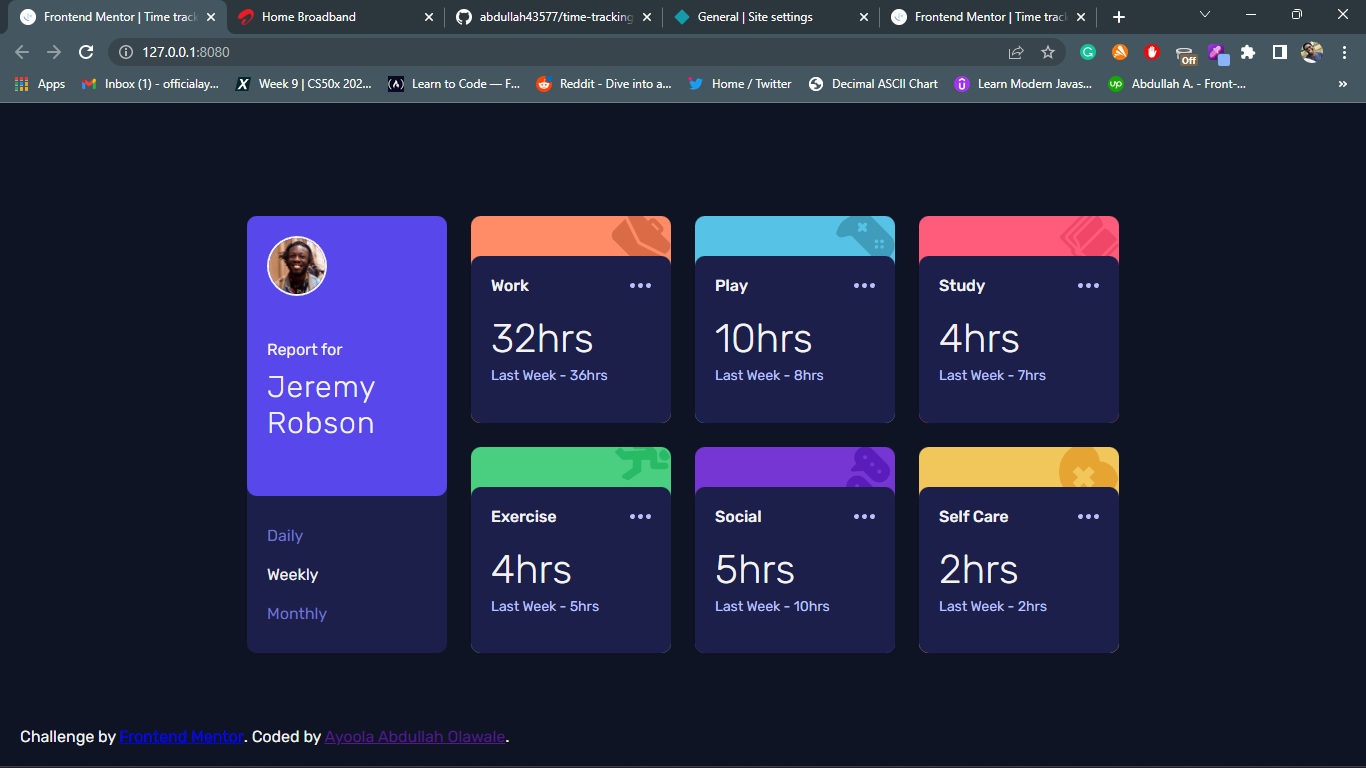 Frontend Mentor | Time trac
Home Broadband
abdullah43577/time-tracking
General | Site settings
Frontend Mentor | Time trac
127.0.0.1:8080
Off
Apps
Inbox (1) - officialay...
Week 9 | CS50x 202...
Learn to Code — F...
Reddit - Dive into a...
Home / Twitter
Decimal ASCII Chart
Learn Modern Javas...
Abdullah A. - Front-...
Report for
Jeremy
Robson
Daily
Weekly
Monthly
Work
32hrs
Last Week - 36hrs
Play
10hrs
Last Week - 8hrs
Study
4hrs
Last Week - 7hrs
Exercise
4hrs
Last Week - 5hrs
Social
5hrs
Last Week - 10hrs
Self Care
2hrs
Last Week - 2hrs
Challenge by Frontend Mentor. Coded by Ayoola Abdullah Olawale.